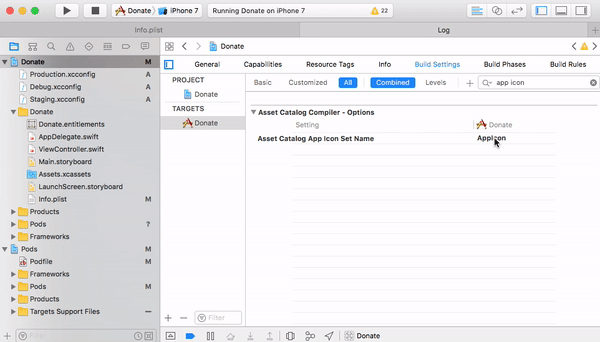 Donate iPhone 7 Running Donate on iPhone 7 22
Info.plist Log
Donate
Donate M
General Capabilities Resource Tags Info Build Settings Build Phases Build Rules
Production.xcconfig A
Debug.xcconfig A
Staging.xcconfig A
Donate
Donate.entitlements
AppDelegate.swift
ViewController.swift
Main.storyboard
Assets.xcassets
LaunchScreen.storyboard
Info.plist
Products
Pods ?
Frameworks
Pods M
Podfile M
Frameworks
Pods M
Products
Targets Support Files M
PROJECT
Donate
TARGETS
Donate
Basic Customized All Combined Levels + app icon
Asset Catalog Compiler - Options
Setting Donate
Asset Catalog App Icon Set Name AppIcon
+ Filter
+ − Filter
Donate